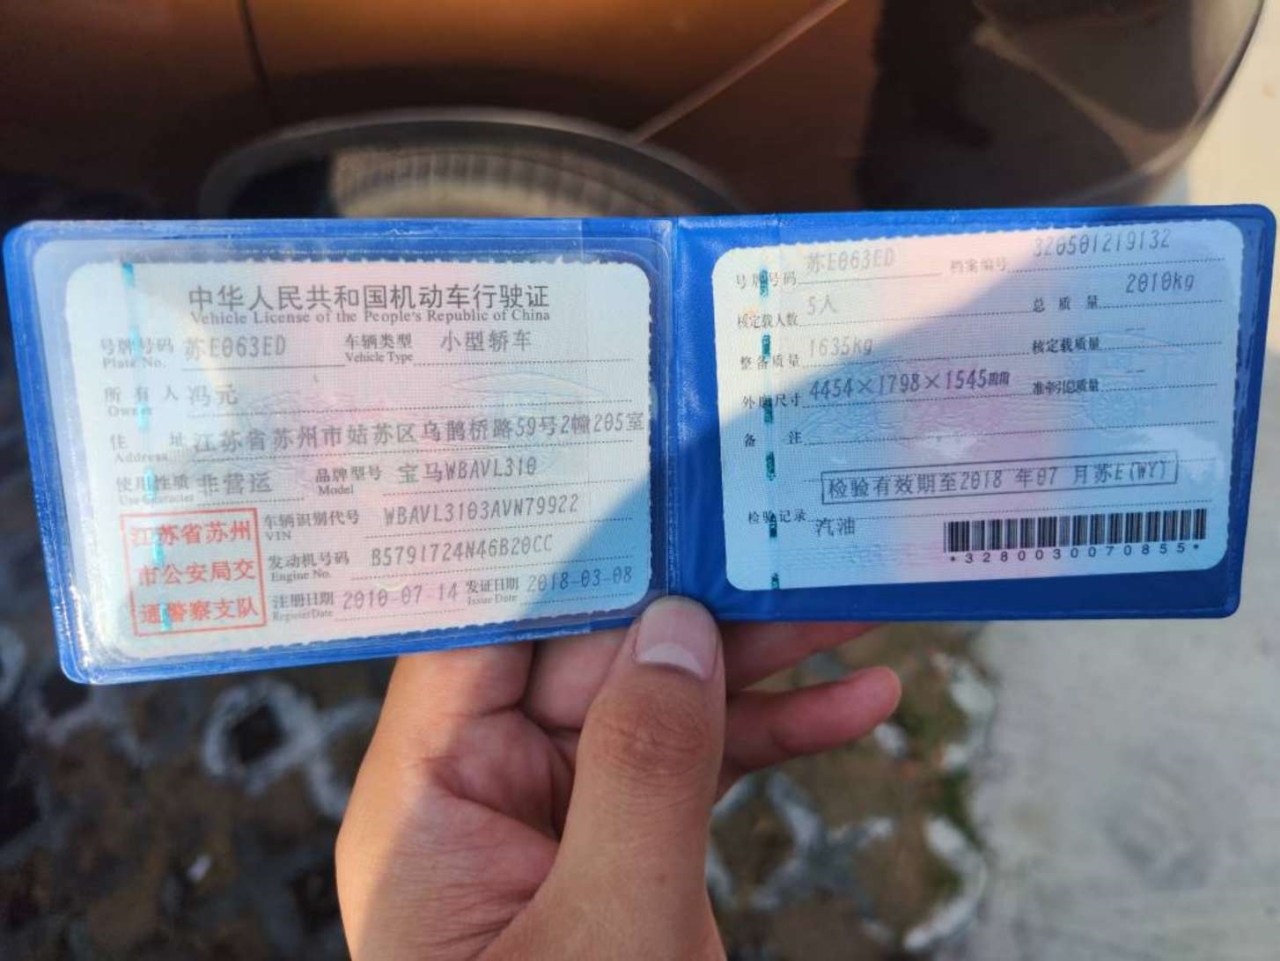 中华人民共和国机动车行驶证
Vehicle License of the People's Republic of China
号牌号码 苏E063ED 车辆类型 小型轿车
Plate No. Vehicle Type
所有人 冯元
Owner
住址 江苏省苏州市姑苏区乌鹊桥路59号2幢205室
Address
使用性质 非营运 品牌型号 宝马WBAVL310
Use Character Model
江苏省苏州
市公安局交
通警察支队
车辆识别代号 WBAVL3103AVN79922
VIN
发动机号码 B5791724N46B20CC
Engine No.
注册日期 2010-07-14 发证日期 2018-03-08
Register Date Issue Date
号牌号码 苏E063ED 档案编号 320501219132
核定载人数 5人 总质量 2010kg
整备质量 1635kg 核定载质量 --
外廓尺寸 4454×1798×1545mm 准牵引总质量 --
备注
检验有效期至2018年07月苏E(WY)
检验记录
汽油
*3280030070855*